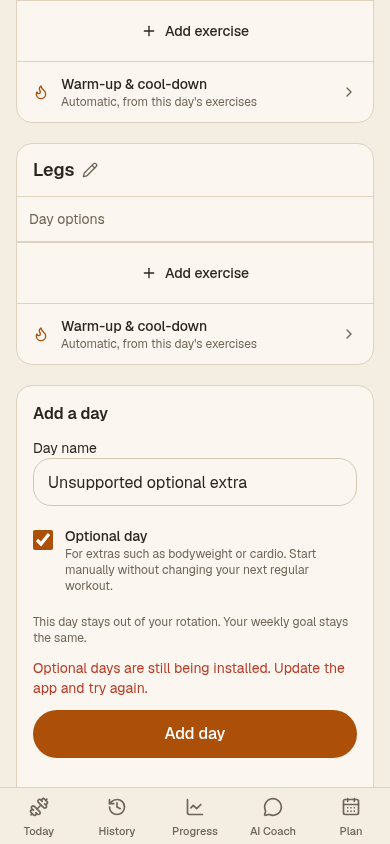 Add exercise
Warm-up & cool-down
Automatic, from this day's exercises
Legs
Day options
Add exercise
Warm-up & cool-down
Automatic, from this day's exercises
Add a day
Day name
Unsupported optional extra
Optional day
For extras such as bodyweight or cardio. Start
manually without changing your next regular
workout.
This day stays out of your rotation. Your weekly goal stays
the same.
Optional days are still being installed. Update the
app and try again.
Add day
Today
History
Progress
AI Coach
Plan